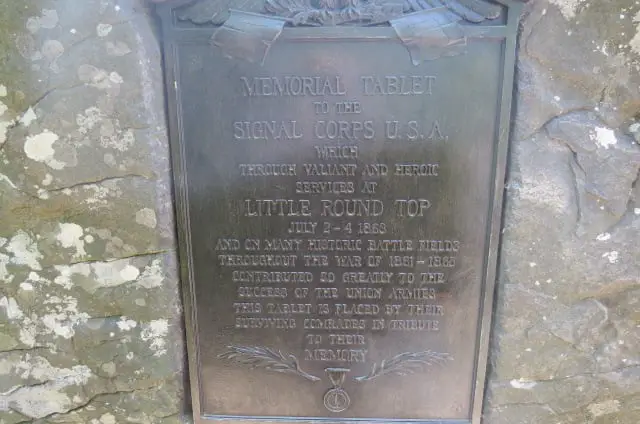 MEMORIAL TABLET
TO THE
SIGNAL CORPS U.S.A.
WHICH
THROUGH VALIANT AND HEROIC
SERVICES AT
LITTLE ROUND TOP
JULY 2-4 1863
AND ON MANY HISTORIC BATTLE FIELDS
THROUGHOUT THE WAR OF 1861-1865
CONTRIBUTED SO GREATLY TO THE
SUCCESS OF THE UNION ARMIES
THIS TABLET IS PLACED BY THEIR
SURVIVING COMRADES IN TRIBUTE
TO THEIR
MEMORY